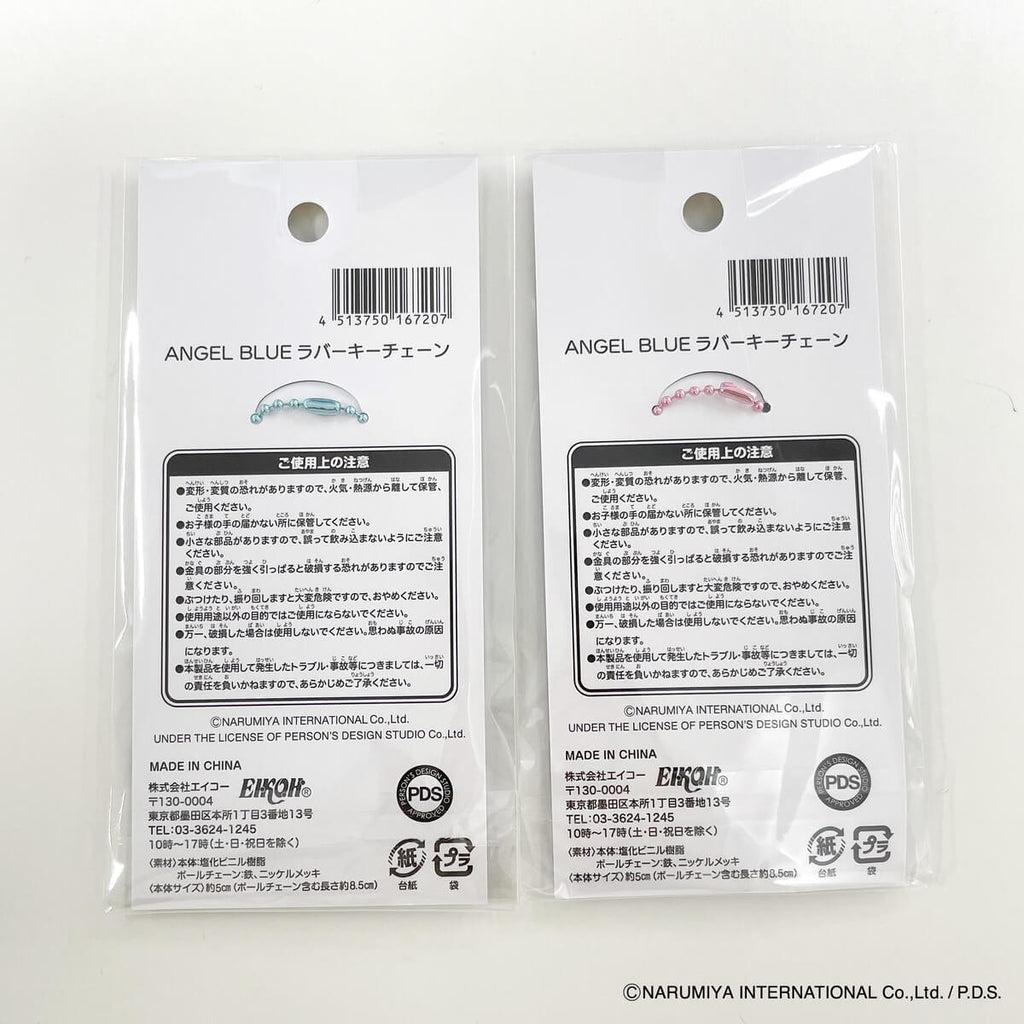 4 513750 167207
ANGEL BLUE ラバーキーチェーン
ご使用上の注意
●変形・変質の恐れがありますので、火気・熱源から離して保管、
ご使用ください。
●お子様の手の届かない所に保管してください。
●小さな部品がありますので、誤って飲み込まないようにご注意
ください。
●金具の部分を強く引っぱると破損する恐れがありますのでご注
意ください。
●ぶつけたり、振り回しますと大変危険ですので、おやめください。
●使用用途以外の目的ではご使用にならないでください。
●万一、破損した場合は使用しないでください。思わぬ事故の原因
になります。
●本製品を使用して発生したトラブル・事故等につきましては、一切
の責任を負いかねますので、あらかじめご了承ください。
©NARUMIYA INTERNATIONAL Co.,Ltd.
UNDER THE LICENSE OF PERSON'S DESIGN STUDIO Co.,Ltd.
MADE IN CHINA
株式会社エイコー EIKOH®
〒130-0004
東京都墨田区本所1丁目3番地13号
TEL:03-3624-1245
10時〜17時(土・日・祝日を除く)
PERSON'S DESIGN STUDIO
PDS
APPROVED
〈素材〉本体:塩化ビニル樹脂
ボールチェーン:鉄、ニッケルメッキ
〈本体サイズ〉約5㎝(ボールチェーン含む長さ約8.5㎝)
紙
台紙
プラ
袋
4 513750 167207
ANGEL BLUE ラバーキーチェーン
ご使用上の注意
●変形・変質の恐れがありますので、火気・熱源から離して保管、
ご使用ください。
●お子様の手の届かない所に保管してください。
●小さな部品がありますので、誤って飲み込まないようにご注意
ください。
●金具の部分を強く引っぱると破損する恐れがありますのでご注
意ください。
●ぶつけたり、振り回しますと大変危険ですので、おやめください。
●使用用途以外の目的ではご使用にならないでください。
●万一、破損した場合は使用しないでください。思わぬ事故の原因
になります。
●本製品を使用して発生したトラブル・事故等につきましては、一切
の責任を負いかねますので、あらかじめご了承ください。
©NARUMIYA INTERNATIONAL Co.,Ltd.
UNDER THE LICENSE OF PERSON'S DESIGN STUDIO Co.,Ltd.
MADE IN CHINA
株式会社エイコー EIKOH®
〒130-0004
東京都墨田区本所1丁目3番地13号
TEL:03-3624-1245
10時〜17時(土・日・祝日を除く)
PERSON'S DESIGN STUDIO
PDS
APPROVED
〈素材〉本体:塩化ビニル樹脂
ボールチェーン:鉄、ニッケルメッキ
〈本体サイズ〉約5㎝(ボールチェーン含む長さ約8.5㎝)
紙
台紙
プラ
袋
©NARUMIYA INTERNATIONAL Co.,Ltd. / P.D.S.